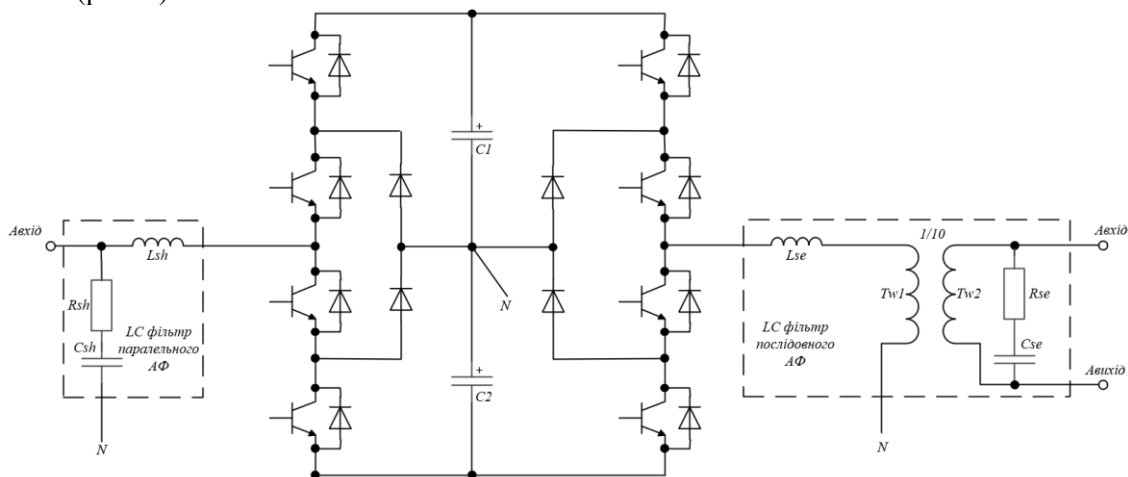 +
C1
Aвхід
Lsh
Rsh
Csh
LC фільтр
паралельного
АФ
N
N
+
C2
Lse
1/10
Tw1
Tw2
Rse
Cse
LC фільтр
послідовного
АФ
N
Aвхід
Aвихід